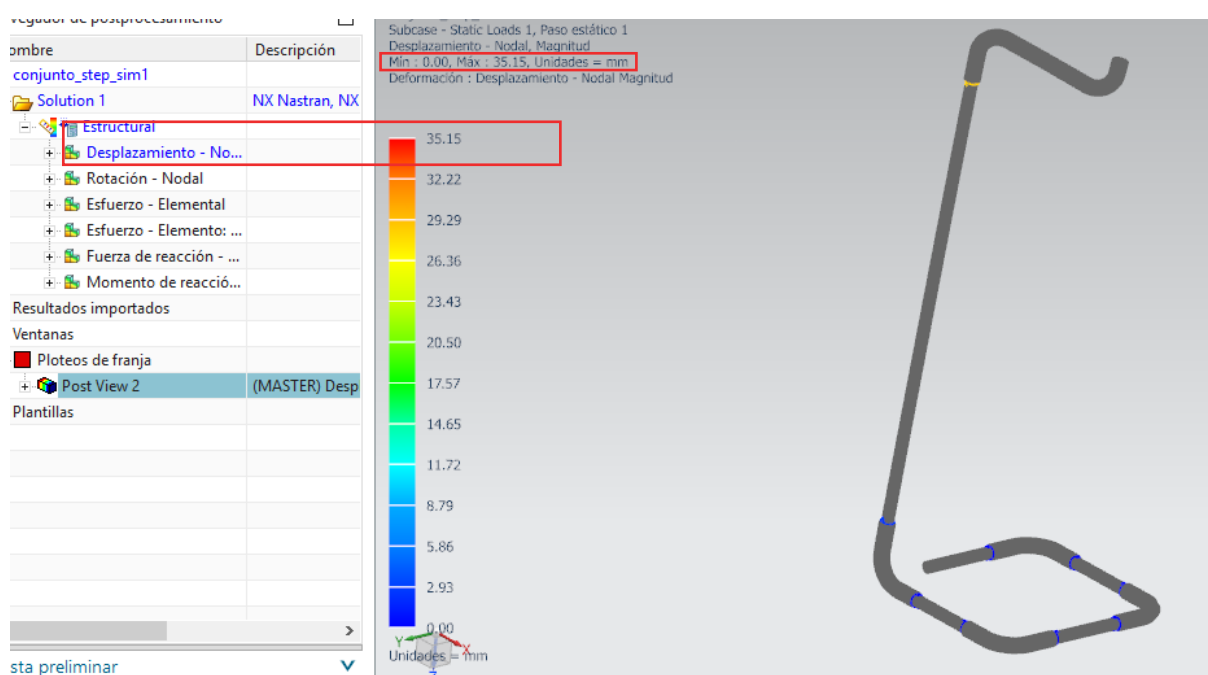 vegador de postprocesamiento
ombre Descripción
conjunto_step_sim1
Solution 1 NX Nastran, NX
Estructural
Desplazamiento - No...
Rotación - Nodal
Esfuerzo - Elemental
Esfuerzo - Elemento: ...
Fuerza de reacción - ...
Momento de reacció...
Resultados importados
Ventanas
Ploteos de franja
Post View 2 (MASTER) Desp
Plantillas
sta preliminar
Subcase - Static Loads 1, Paso estático 1
Desplazamiento - Nodal, Magnitud
Mín : 0.00, Máx : 35.15, Unidades = mm
Deformación : Desplazamiento - Nodal Magnitud
35.15
32.22
29.29
26.36
23.43
20.50
17.57
14.65
11.72
8.79
5.86
2.93
0.00
Y X
Z
Unidades = mm